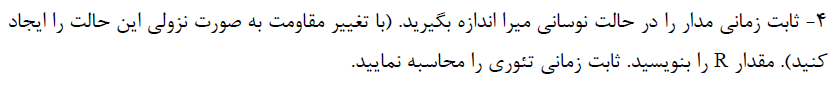 ۴- ثابت زمانی مدار را در حالت نوسانی میرا اندازه بگیرید. (با تغییر مقاومت به صورت نزولی این حالت را ایجاد
کنید). مقدار R را بنویسید. ثابت زمانی تئوری را محاسبه نمایید.